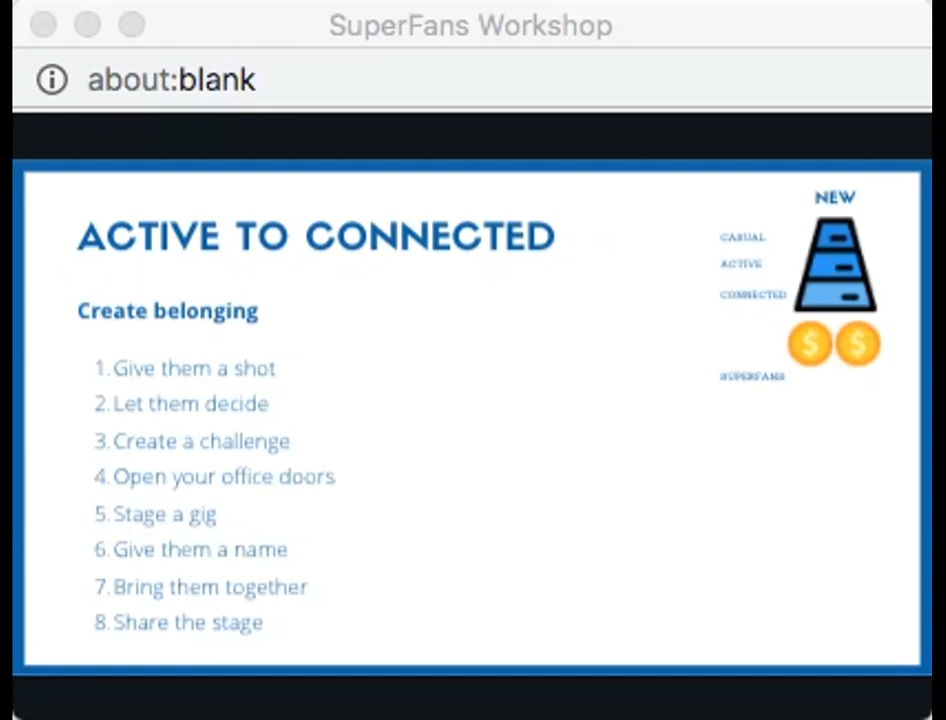 SuperFans Workshop
about:blank
NEW
ACTIVE TO CONNECTED
CASUAL
ACTIVE
CONNECTED
$ $
SUPERFANS
Create belonging
1. Give them a shot
2. Let them decide
3. Create a challenge
4. Open your office doors
5. Stage a gig
6. Give them a name
7. Bring them together
8. Share the stage